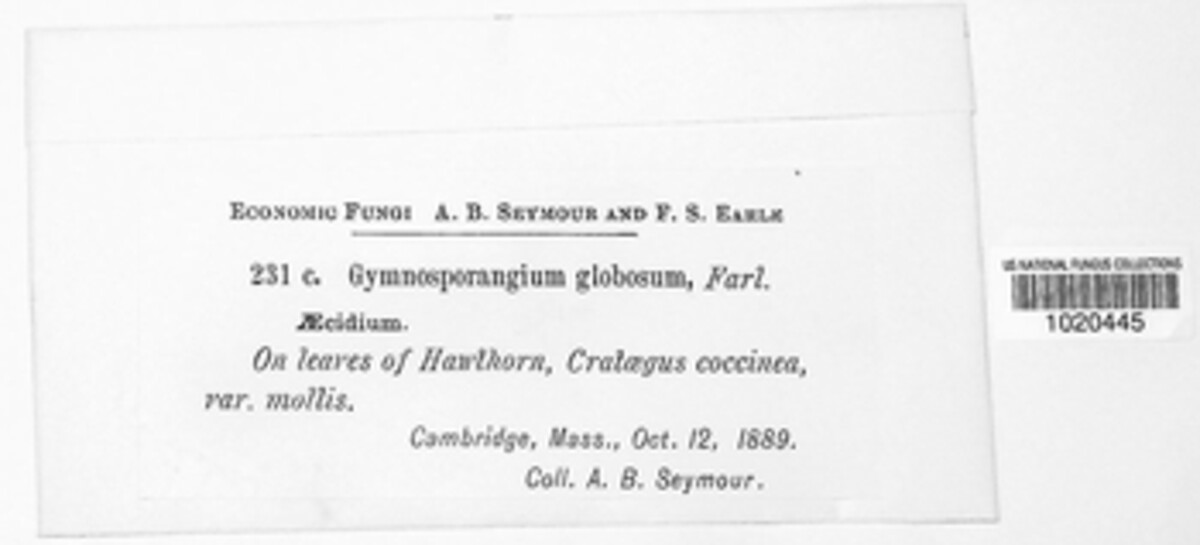 ECONOMIC FUNGI A. B. SEYMOUR AND F. S. EARLE
231 c. Gymnosporangium globosum, Farl.
Æcidium.
On leaves of Hawthorn, Cratægus coccinea,
var. mollis.
Cambridge, Mass., Oct. 12, 1889.
Coll. A. B. Seymour.
US NATIONAL FUNGUS COLLECTIONS
1020445